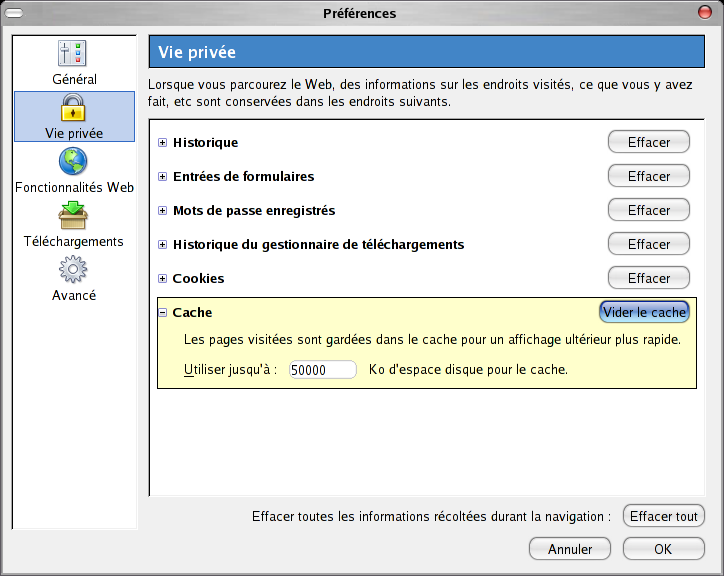 Préférences
Général
Vie privée
Fonctionnalités Web
Téléchargements
Avancé
Vie privée
Lorsque vous parcourez le Web, des informations sur les endroits visités, ce que vous y avez
fait, etc sont conservées dans les endroits suivants.
Historique Effacer
Entrées de formulaires Effacer
Mots de passe enregistrés Effacer
Historique du gestionnaire de téléchargements Effacer
Cookies Effacer
Cache Vider le cache
Les pages visitées sont gardées dans le cache pour un affichage ultérieur plus rapide.
Utiliser jusqu'à : 50000 Ko d'espace disque pour le cache.
Effacer toutes les informations récoltées durant la navigation : Effacer tout
Annuler OK